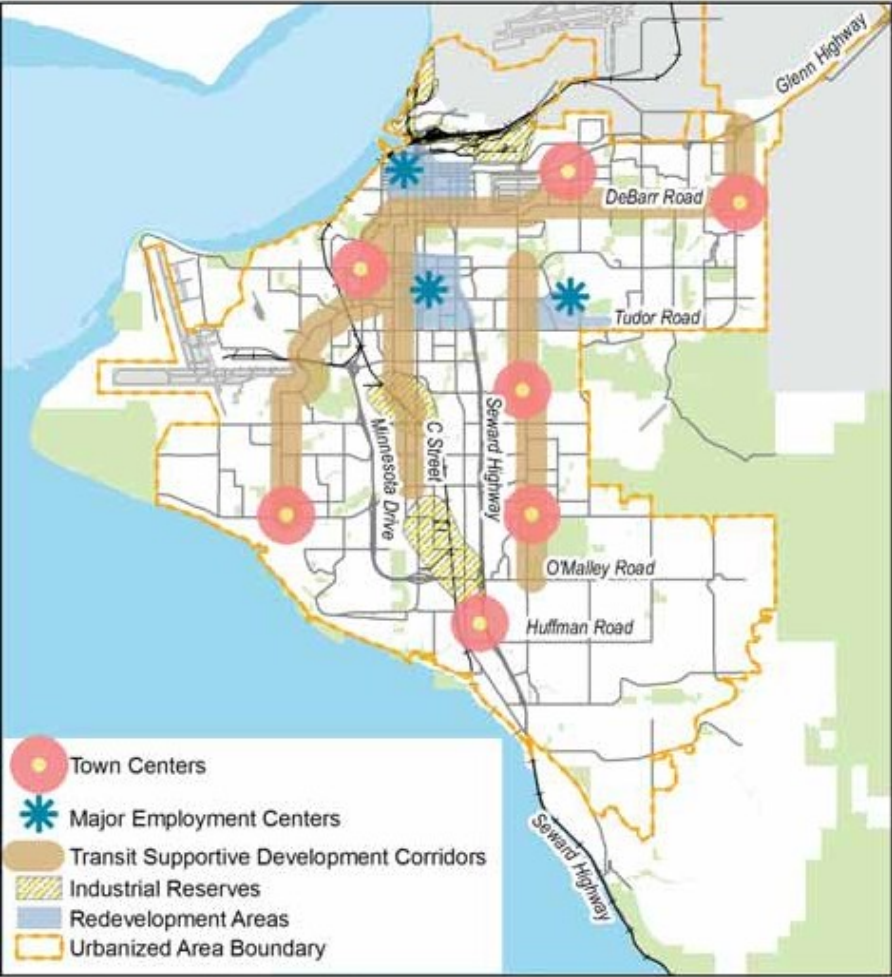 Glenn Highway
DeBarr Road
Tudor Road
Minnesota Drive
C Street
Seward Highway
O'Malley Road
Huffman Road
Town Centers
Major Employment Centers
Transit Supportive Development Corridors
Industrial Reserves
Redevelopment Areas
Urbanized Area Boundary
Seward Highway